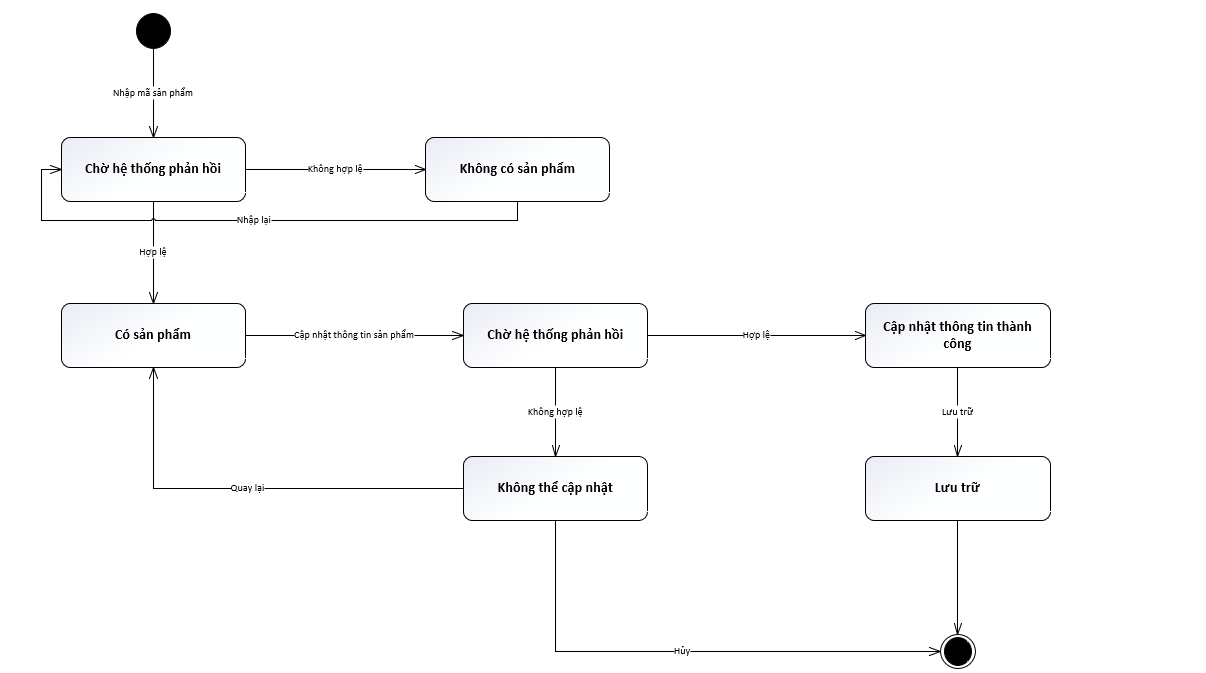 Nhập mã sản phẩm
Chờ hệ thống phản hồi
Không hợp lệ
Không có sản phẩm
Nhập lại
Hợp lệ
Có sản phẩm
Cập nhật thông tin sản phẩm
Chờ hệ thống phản hồi
Hợp lệ
Cập nhật thông tin thành
công
Không hợp lệ
Lưu trữ
Quay lại
Không thể cập nhật
Lưu trữ
Hủy